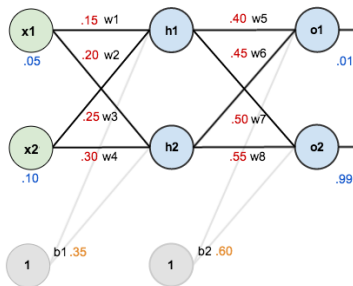 x1 .15 w1 h1 .40 w5 o1
.05 .20 w2 .45 w6 .01
.25 w3 .50 w7
x2 .30 w4 h2 .55 w8 o2
.10 .99
b1 .35 b2 .60
1 1